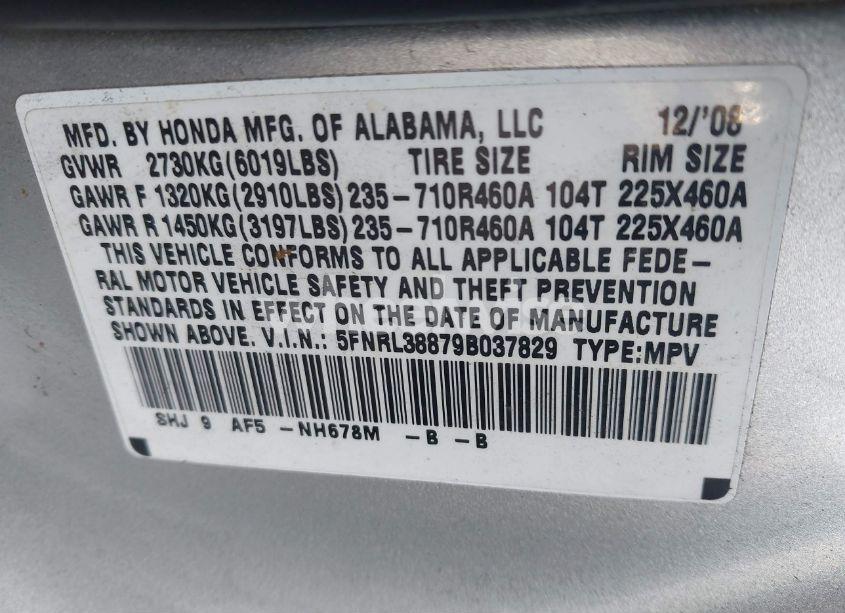 MFD. BY HONDA MFG. OF ALABAMA, LLC 12/'08
GVWR 2730KG(6019LBS) TIRE SIZE RIM SIZE
GAWR F 1320KG(2910LBS) 235-710R460A 104T 225X460A
GAWR R 1450KG(3197LBS) 235-710R460A 104T 225X460A
THIS VEHICLE CONFORMS TO ALL APPLICABLE FEDE-
RAL MOTOR VEHICLE SAFETY AND THEFT PREVENTION
STANDARDS IN EFFECT ON THE DATE OF MANUFACTURE
SHOWN ABOVE. V.I.N.: 5FNRL38879B037829 TYPE:MPV
SHJ 9 AF5 -NH678M -B -B